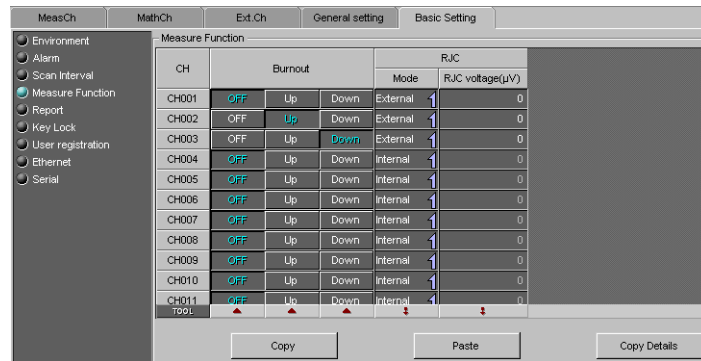 MeasCh MathCh Ext.Ch General setting Basic Setting
Environment
Alarm
Scan Interval
Measure Function
Report
Key Lock
User registration
Ethernet
Serial
Measure Function
CH Burnout RJC
Mode RJC voltage(μV)
CH001 OFF Up Down External 0
CH002 OFF Up Down External 0
CH003 OFF Up Down External 0
CH004 OFF Up Down Internal 0
CH005 OFF Up Down Internal 0
CH006 OFF Up Down Internal 0
CH007 OFF Up Down Internal 0
CH008 OFF Up Down Internal 0
CH009 OFF Up Down Internal 0
CH010 OFF Up Down Internal 0
CH011 OFF Up Down Internal 0
TOOL
Copy Paste Copy Details